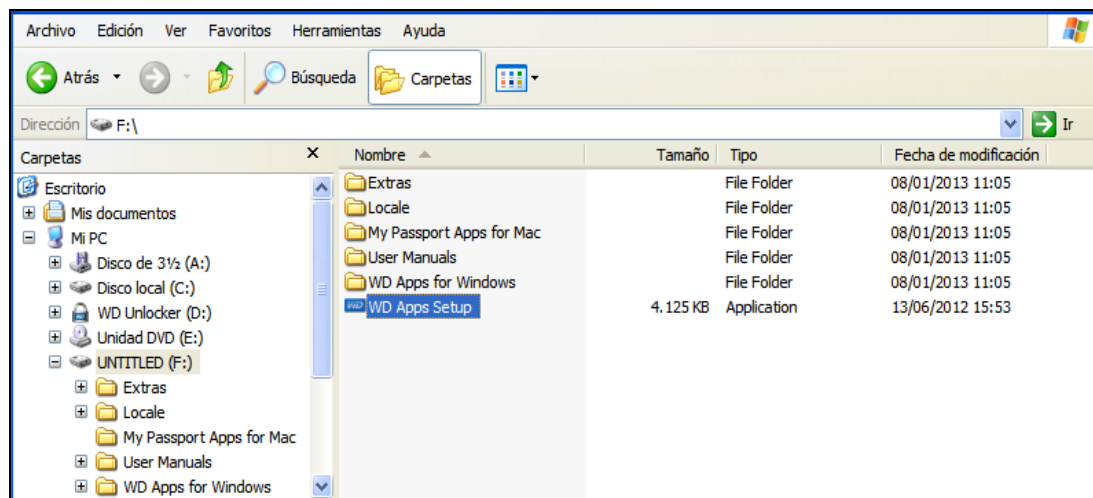 Archivo Edición Ver Favoritos Herramientas Ayuda
Atrás Búsqueda Carpetas
Dirección F:\ Ir
Carpetas X
Escritorio
Mis documentos
Mi PC
Disco de 3½ (A:)
Disco local (C:)
WD Unlocker (D:)
Unidad DVD (E:)
UNTITLED (F:)
Extras
Locale
My Passport Apps for Mac
User Manuals
WD Apps for Windows
Nombre Tamaño Tipo Fecha de modificación
Extras File Folder 08/01/2013 11:05
Locale File Folder 08/01/2013 11:05
My Passport Apps for Mac File Folder 08/01/2013 11:05
User Manuals File Folder 08/01/2013 11:05
WD Apps for Windows File Folder 08/01/2013 11:05
WD WD Apps Setup 4.125 KB Application 13/06/2012 15:53